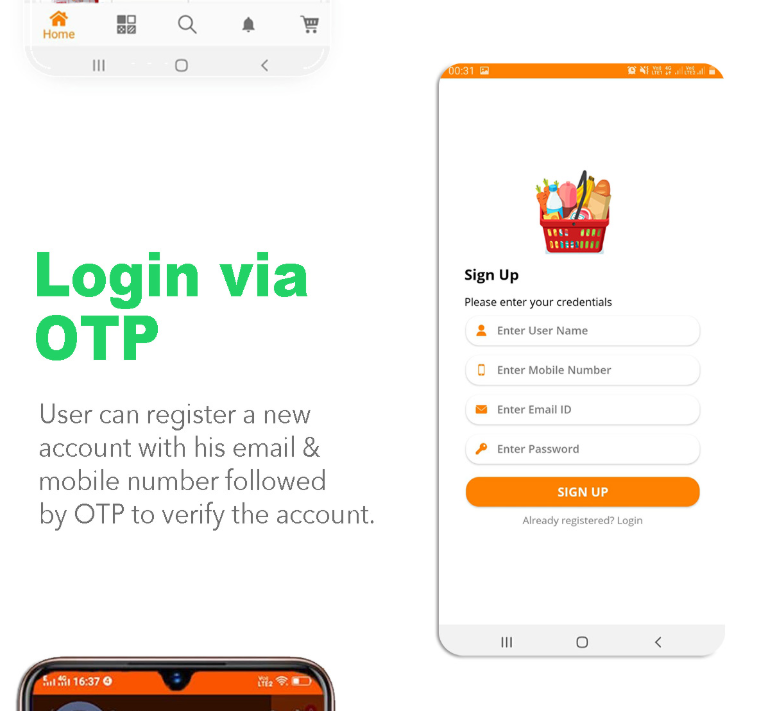 Home
00:31
Login via
OTP
User can register a new
account with his email &
mobile number followed
by OTP to verify the account.
Sign Up
Please enter your credentials
Enter User Name
Enter Mobile Number
Enter Email ID
Enter Password
SIGN UP
Already registered? Login
16:37